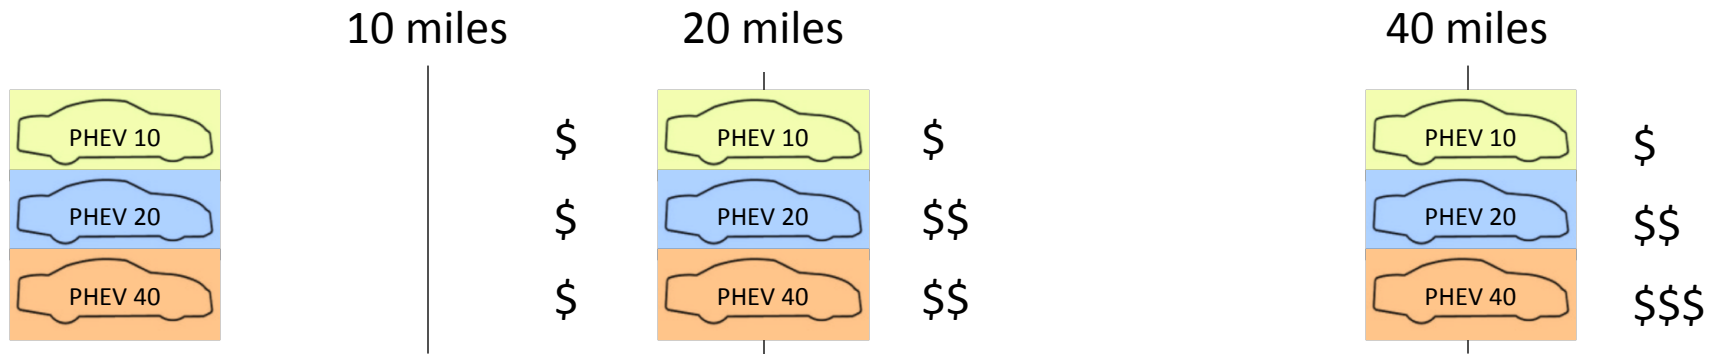 10 miles 20 miles 40 miles
PHEV 10 $ PHEV 10 $ PHEV 10 $
PHEV 20 $ PHEV 20 $$ PHEV 20 $$
PHEV 40 $ PHEV 40 $$ PHEV 40 $$$